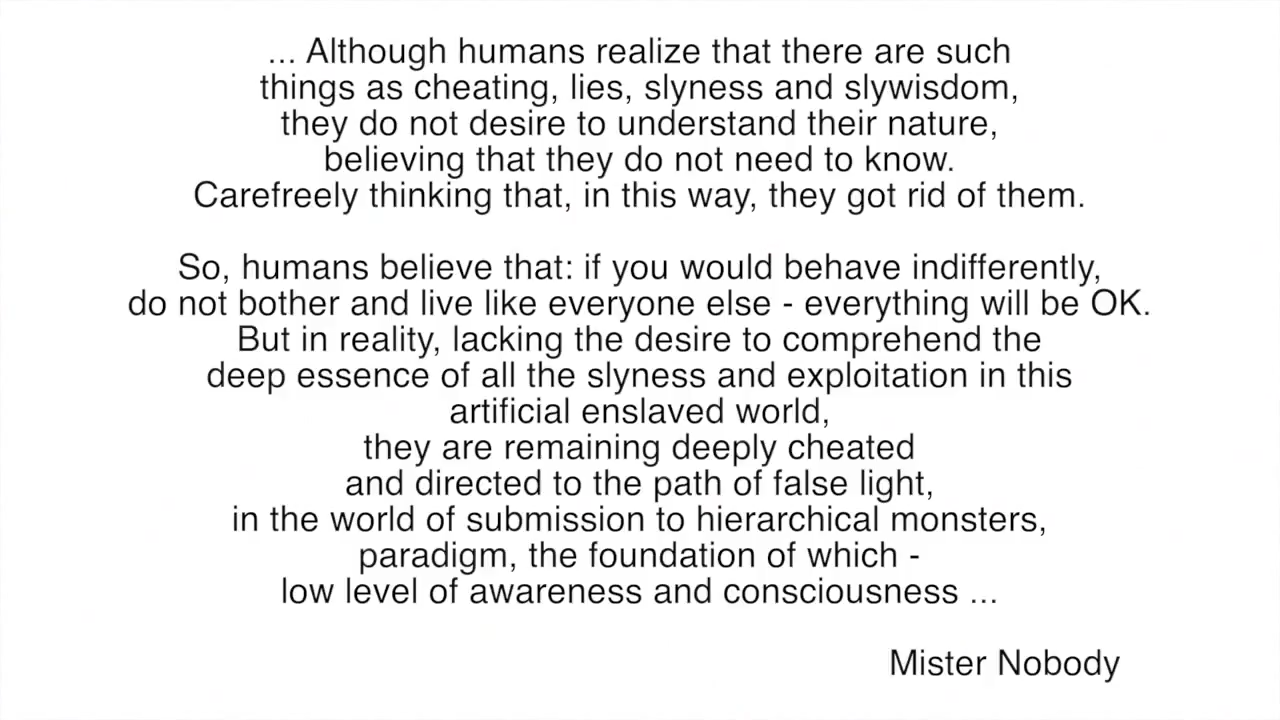 ... Although humans realize that there are such
things as cheating, lies, slyness and slywisdom,
they do not desire to understand their nature,
believing that they do not need to know.
Carefreely thinking that, in this way, they got rid of them.
So, humans believe that: if you would behave indifferently,
do not bother and live like everyone else - everything will be OK.
But in reality, lacking the desire to comprehend the
deep essence of all the slyness and exploitation in this
artificial enslaved world,
they are remaining deeply cheated
and directed to the path of false light,
in the world of submission to hierarchical monsters,
paradigm, the foundation of which -
low level of awareness and consciousness ...
Mister Nobody